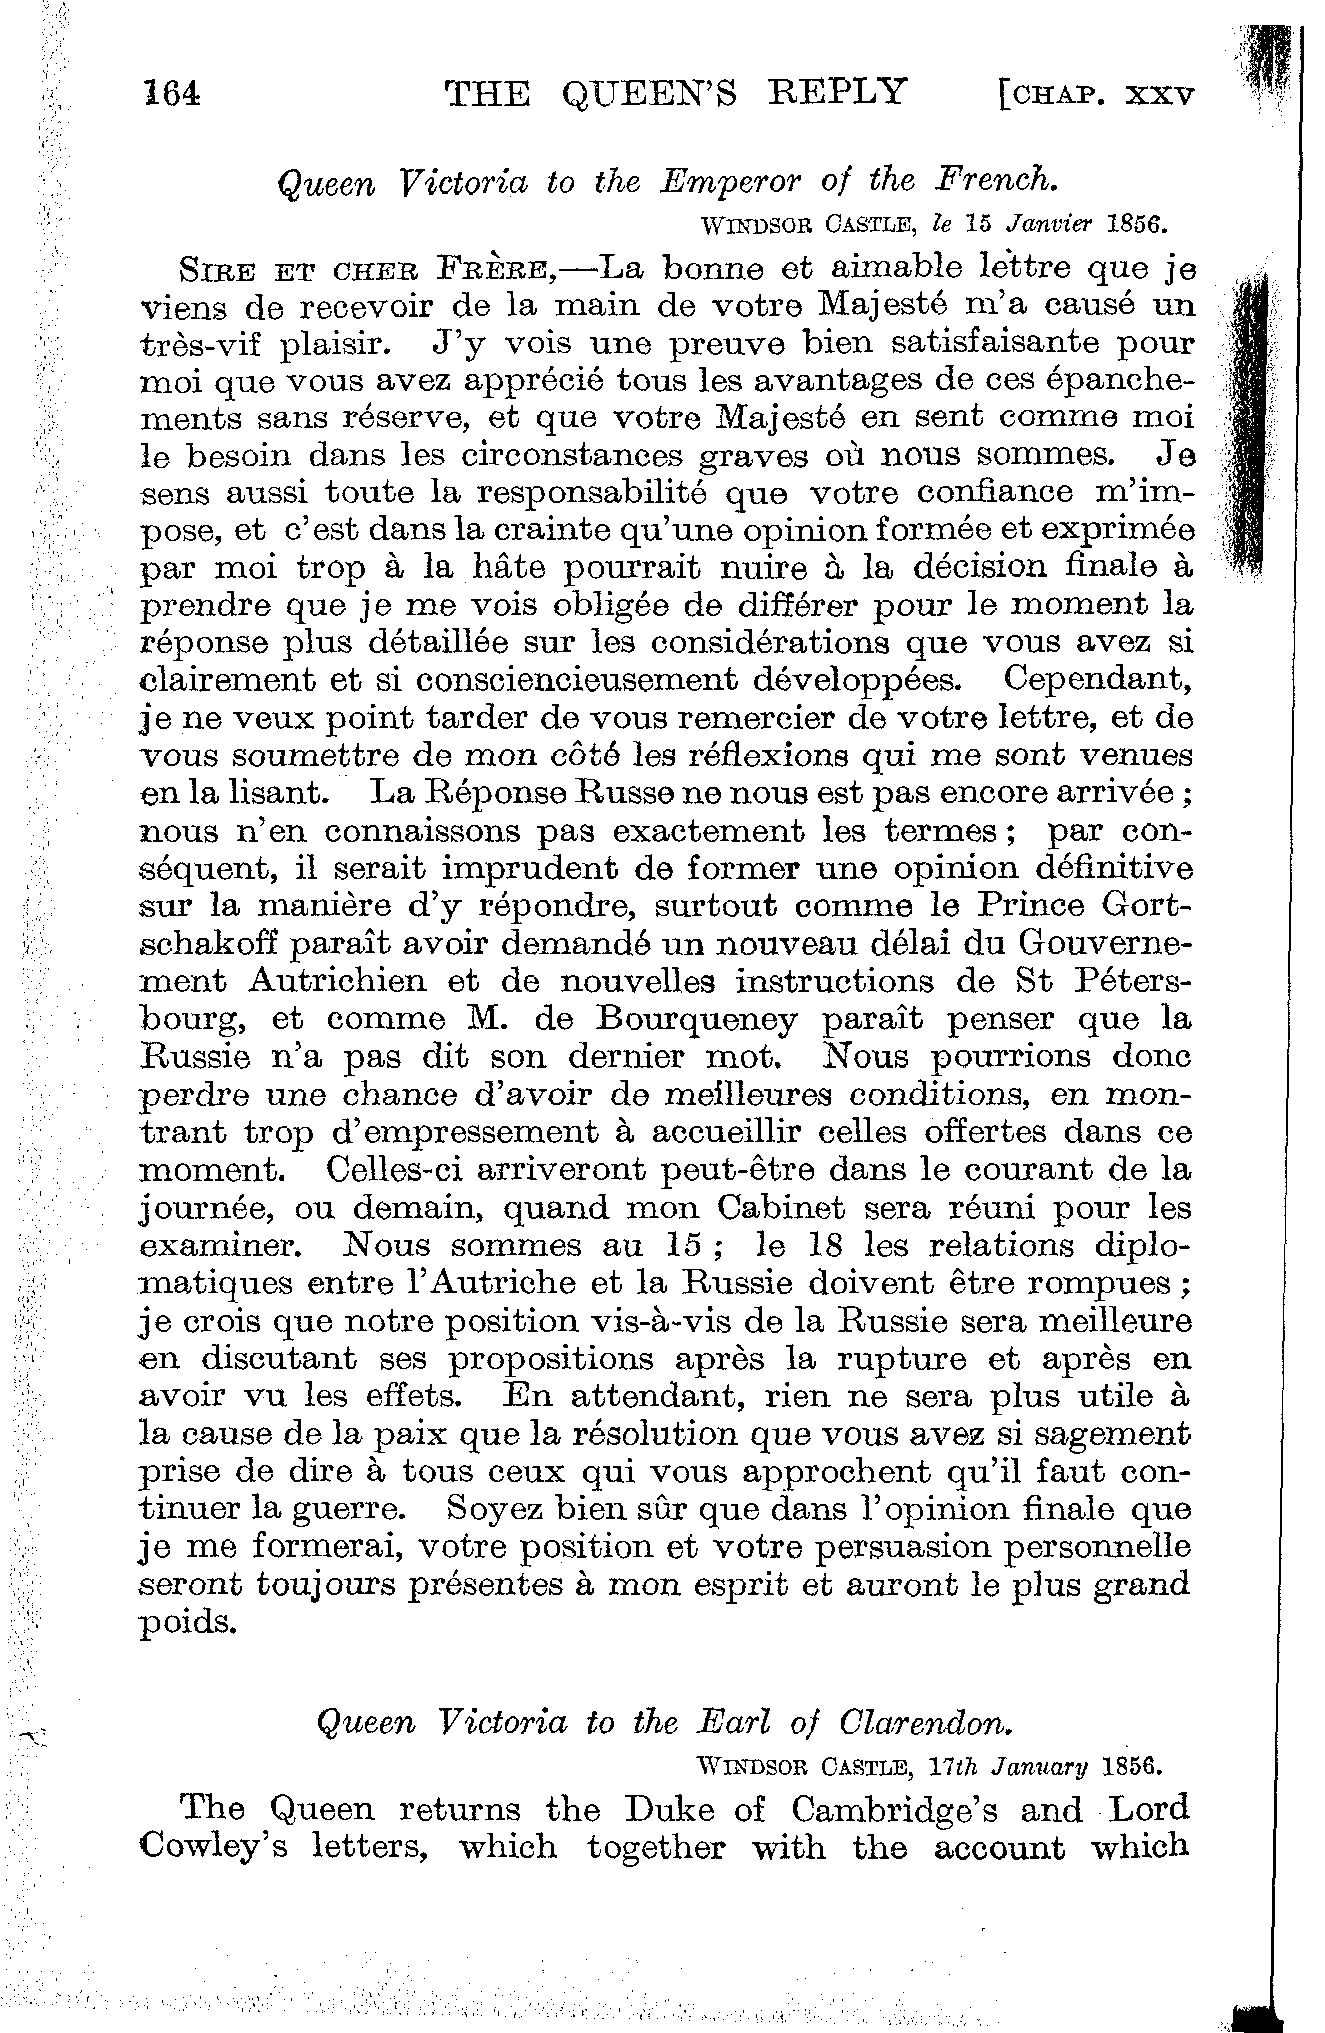 164 THE QUEEN'S REPLY [CHAP. XXV
Queen Victoria to the Emperor of the French.
WINDSOR CASTLE, le 15 Janvier 1856.
SIRE ET CHER FRÈRE,—La bonne et aimable lettre que je
viens de recevoir de la main de votre Majesté m'a causé un
très-vif plaisir. J'y vois une preuve bien satisfaisante pour
moi que vous avez apprécié tous les avantages de ces épanche-
ments sans réserve, et que votre Majesté en sent comme moi
le besoin dans les circonstances graves où nous sommes. Je
sens aussi toute la responsabilité que votre confiance m'im-
pose, et c'est dans la crainte qu'une opinion formée et exprimée
par moi trop à la hâte pourrait nuire à la décision finale à
prendre que je me vois obligée de différer pour le moment la
réponse plus détaillée sur les considérations que vous avez si
clairement et si consciencieusement développées. Cependant,
je ne veux point tarder de vous remercier de votre lettre, et de
vous soumettre de mon côté les réflexions qui me sont venues
en la lisant. La Réponse Russe ne nous est pas encore arrivée ;
nous n'en connaissons pas exactement les termes ; par con-
séquent, il serait imprudent de former une opinion définitive
sur la manière d'y répondre, surtout comme le Prince Gort-
schakoff paraît avoir demandé un nouveau délai du Gouverne-
ment Autrichien et de nouvelles instructions de St Péters-
bourg, et comme M. de Bourqueney paraît penser que la
Russie n'a pas dit son dernier mot. Nous pourrions donc
perdre une chance d'avoir de meilleures conditions, en mon-
trant trop d'empressement à accueillir celles offertes dans ce
moment. Celles-ci arriveront peut-être dans le courant de la
journée, ou demain, quand mon Cabinet sera réuni pour les
examiner. Nous sommes au 15 ; le 18 les relations diplo-
matiques entre l'Autriche et la Russie doivent être rompues ;
je crois que notre position vis-à-vis de la Russie sera meilleure
en discutant ses propositions après la rupture et après en
avoir vu les effets. En attendant, rien ne sera plus utile à
la cause de la paix que la résolution que vous avez si sagement
prise de dire à tous ceux qui vous approchent qu'il faut con-
tinuer la guerre. Soyez bien sûr que dans l'opinion finale que
je me formerai, votre position et votre persuasion personnelle
seront toujours présentes à mon esprit et auront le plus grand
poids.
Queen Victoria to the Earl of Clarendon.
WINDSOR CASTLE, 17th January 1856.
The Queen returns the Duke of Cambridge's and Lord
Cowley's letters, which together with the account which